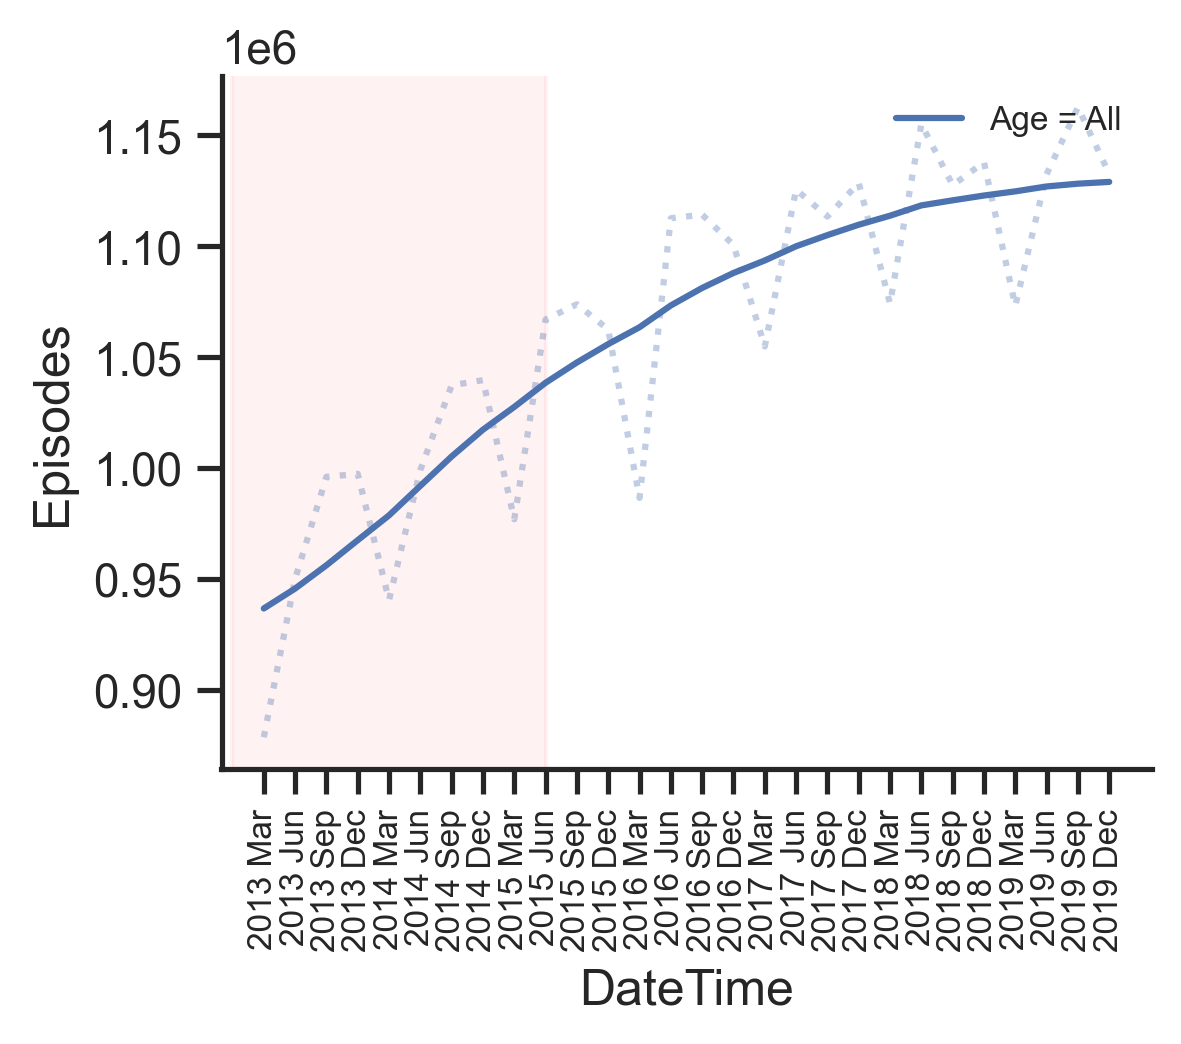 1e6
Age = All
1.15
1.10
1.05
1.00
0.95
0.90
Episodes
2013 Mar
2013 Jun
2013 Sep
2013 Dec
2014 Mar
2014 Jun
2014 Sep
2014 Dec
2015 Mar
2015 Jun
2015 Sep
2015 Dec
2016 Mar
2016 Jun
2016 Sep
2016 Dec
2017 Mar
2017 Jun
2017 Sep
2017 Dec
2018 Mar
2018 Jun
2018 Sep
2018 Dec
2019 Mar
2019 Jun
2019 Sep
2019 Dec
DateTime